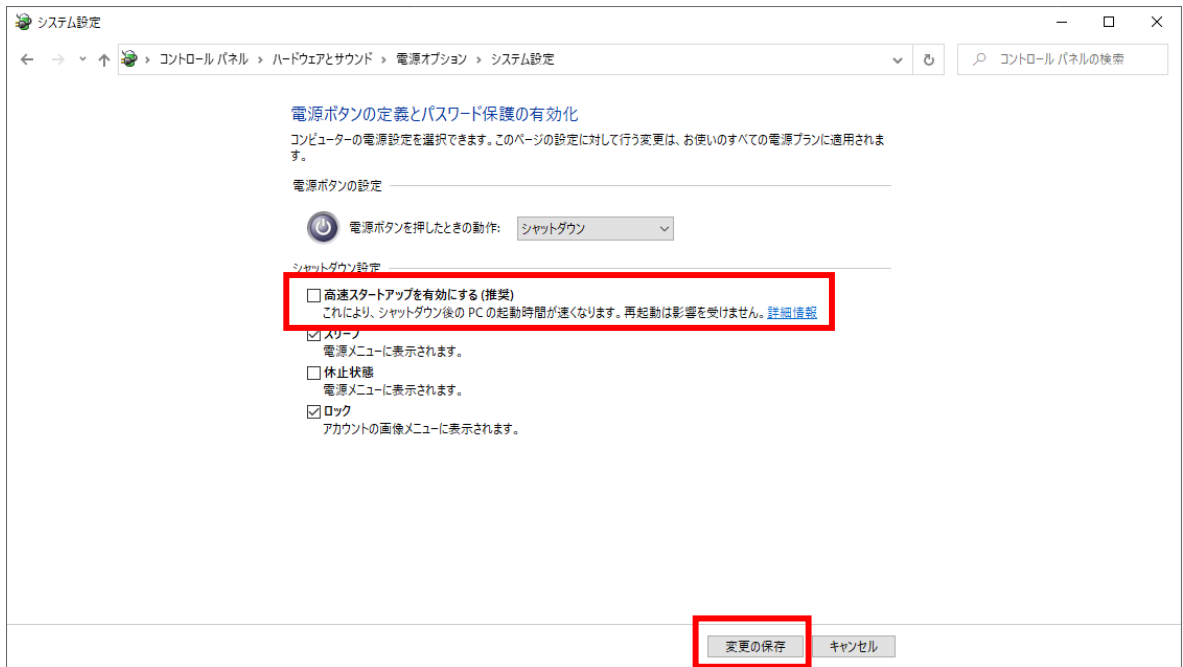 システム設定
コントロール パネル › ハードウェアとサウンド › 電源オプション › システム設定
コントロール パネルの検索
電源ボタンの定義とパスワード保護の有効化
コンピューターの電源設定を選択できます。このページの設定に対して行う変更は、お使いのすべての電源プランに適用されま
す。
電源ボタンの設定
電源ボタンを押したときの動作: シャットダウン
シャットダウン設定
高速スタートアップを有効にする (推奨)
これにより、シャットダウン後の PC の起動時間が速くなります。再起動は影響を受けません。詳細情報
スリープ
電源メニューに表示されます。
休止状態
電源メニューに表示されます。
ロック
アカウントの画像メニューに表示されます。
変更の保存 キャンセル